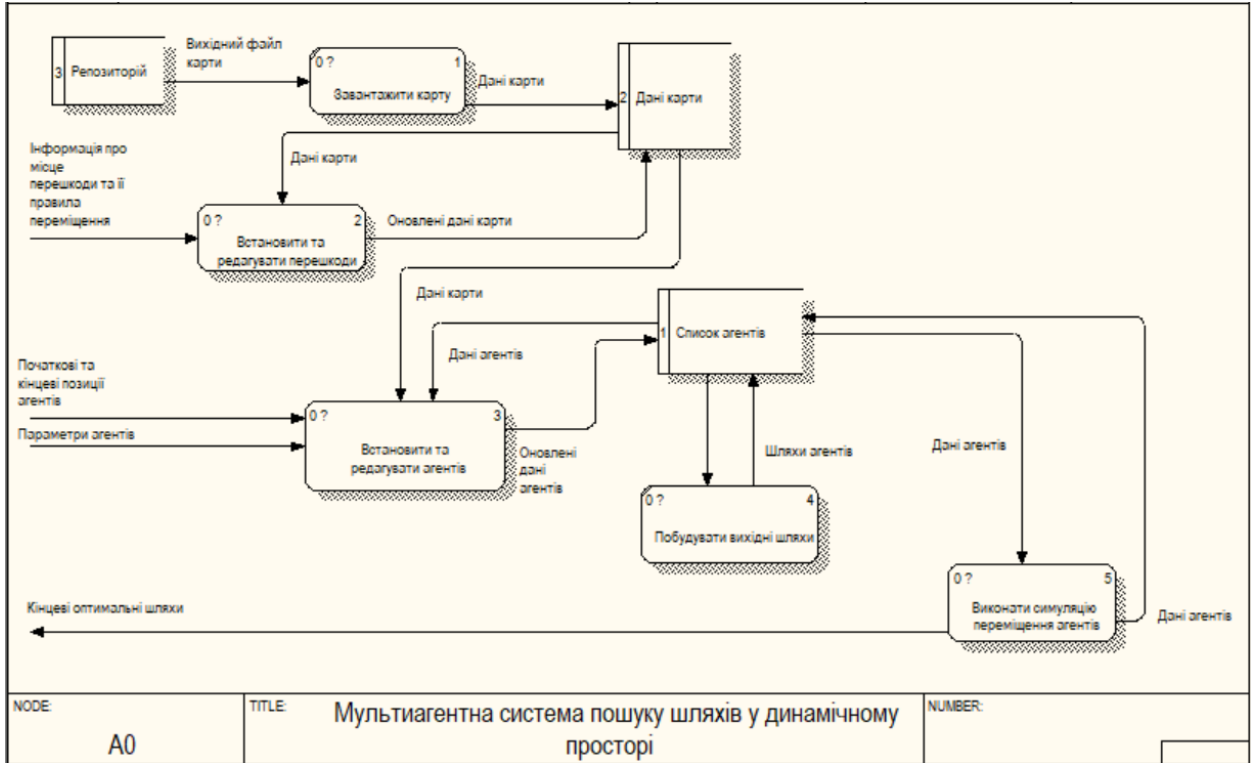 3 Репозиторій
Вихідний файл
карти
0 ? 1
Завантажити карту
Дані карти
2 Дані карти
Інформація про
місце
перешкоди та її
правила
переміщення
Дані карти
0 ? 2
Встановити та
редагувати перешкоди
Оновлені дані карти
Дані карти
1 Список агентів
Дані агентів
Початкові та
кінцеві позиції
агентів
Параметри агентів
0 ? 3
Встановити та
редагувати агентів
Оновлені
дані
агентів
Шляхи агентів
Дані агентів
0 ? 4
Побудувати вихідні шляхи
0 ? 5
Виконати симуляцію
переміщення агентів
Дані агентів
Кінцеві оптимальні шляхи
NODE:
A0
TITLE:
Мультиагентна система пошуку шляхів у динамічному
просторі
NUMBER: